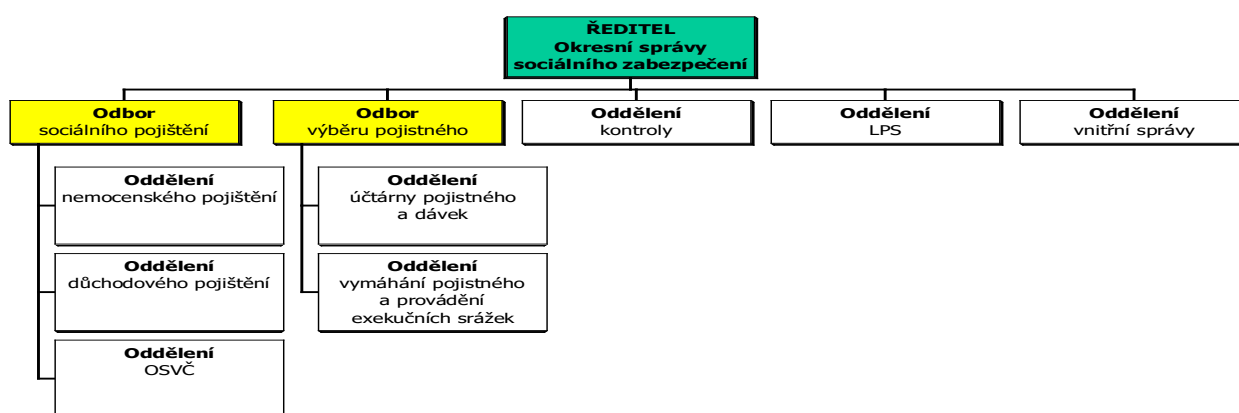 ŘEDITEL
Okresní správy
sociálního zabezpečení
Odbor
sociálního pojištění
Odbor
výběru pojistného
Oddělení
kontroly
Oddělení
LPS
Oddělení
vnitřní správy
Oddělení
nemocenského pojištění
Oddělení
důchodového pojištění
Oddělení
OSVČ
Oddělení
účtárny pojistného
a dávek
Oddělení
vymáhání pojistného
a provádění
exekučních srážek